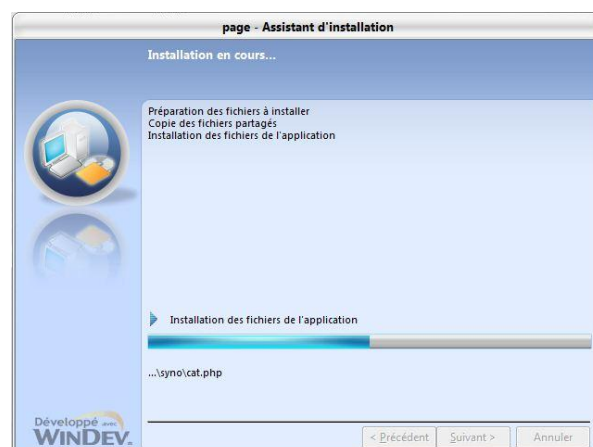 page - Assistant d'installation
Installation en cours...
Préparation des fichiers à installer
Copie des fichiers partagés
Installation des fichiers de l'application
Installation des fichiers de l'application
...\syno\cat.php
Développé avec
WINDEV.
< Précédent
Suivant >
Annuler